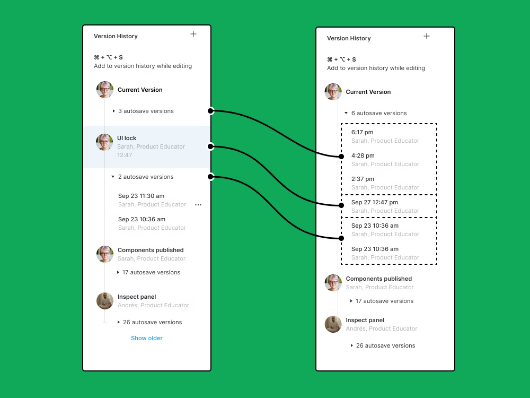 Version History
+
⌘ + ⌥ + S
Add to version history while editing
Current Version
3 autosave versions
UI lock
Sarah, Product Educator
12:47
2 autosave versions
Sep 23 11:30 am
Sarah, Product Educator
...
Sep 23 10:36 am
Sarah, Product Educator
Components published
Sarah, Product Educator
17 autosave versions
Inspect panel
Andrés, Product Educator
26 autosave versions
Show older
Version History
+
⌘ + ⌥ + S
Add to version history while editing
Current Version
6 autosave versions
6:17 pm
Sarah, Product Educator
4:28 pm
Sarah, Product Educator
2:37 pm
Sarah, Product Educator
Sep 27 12:47 pm
Sarah, Product Educator
Sep 23 10:36 am
Sarah, Product Educator
Sep 23 10:36 am
Sarah, Product Educator
Components published
Sarah, Product Educator
17 autosave versions
Inspect panel
Andrés, Product Educator
26 autosave versions